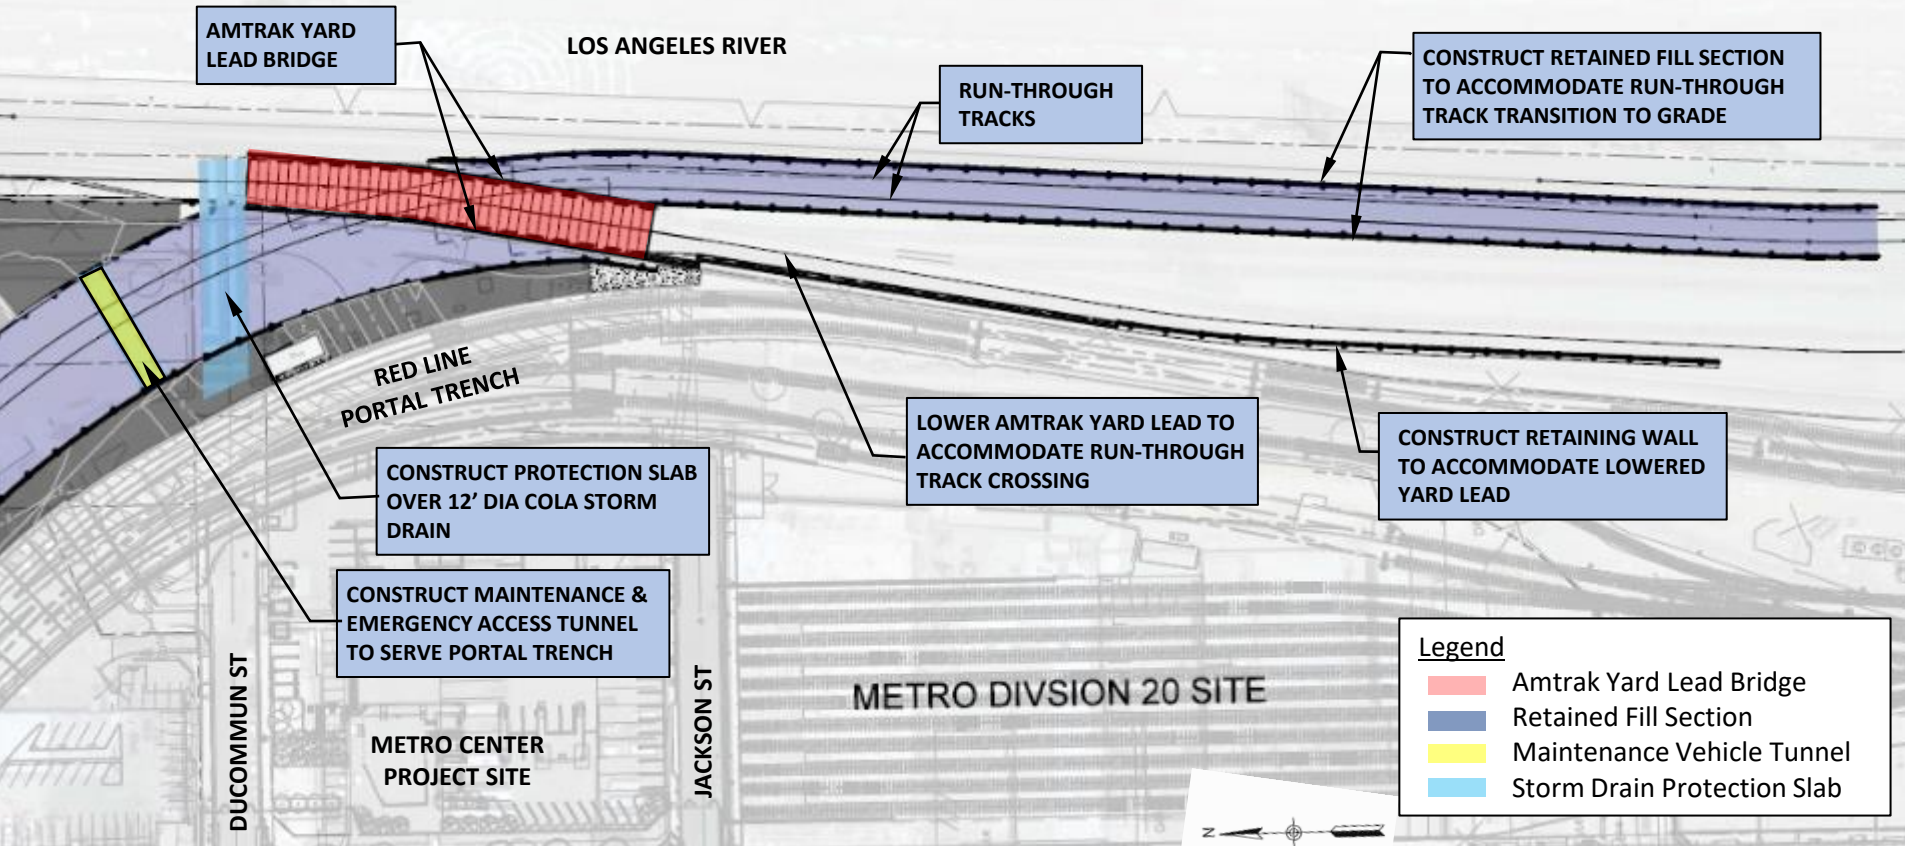 AMTRAK YARD
LEAD BRIDGE
LOS ANGELES RIVER
RUN-THROUGH
TRACKS
CONSTRUCT RETAINED FILL SECTION
TO ACCOMMODATE RUN-THROUGH
TRACK TRANSITION TO GRADE
RED LINE
PORTAL TRENCH
LOWER AMTRAK YARD LEAD TO
ACCOMMODATE RUN-THROUGH
TRACK CROSSING
CONSTRUCT RETAINING WALL
TO ACCOMMODATE LOWERED
YARD LEAD
CONSTRUCT PROTECTION SLAB
OVER 12’ DIA COLA STORM
DRAIN
CONSTRUCT MAINTENANCE &
EMERGENCY ACCESS TUNNEL
TO SERVE PORTAL TRENCH
DUCOMMUN ST
METRO CENTER
PROJECT SITE
JACKSON ST
METRO DIVSION 20 SITE
Legend
Amtrak Yard Lead Bridge
Retained Fill Section
Maintenance Vehicle Tunnel
Storm Drain Protection Slab
N